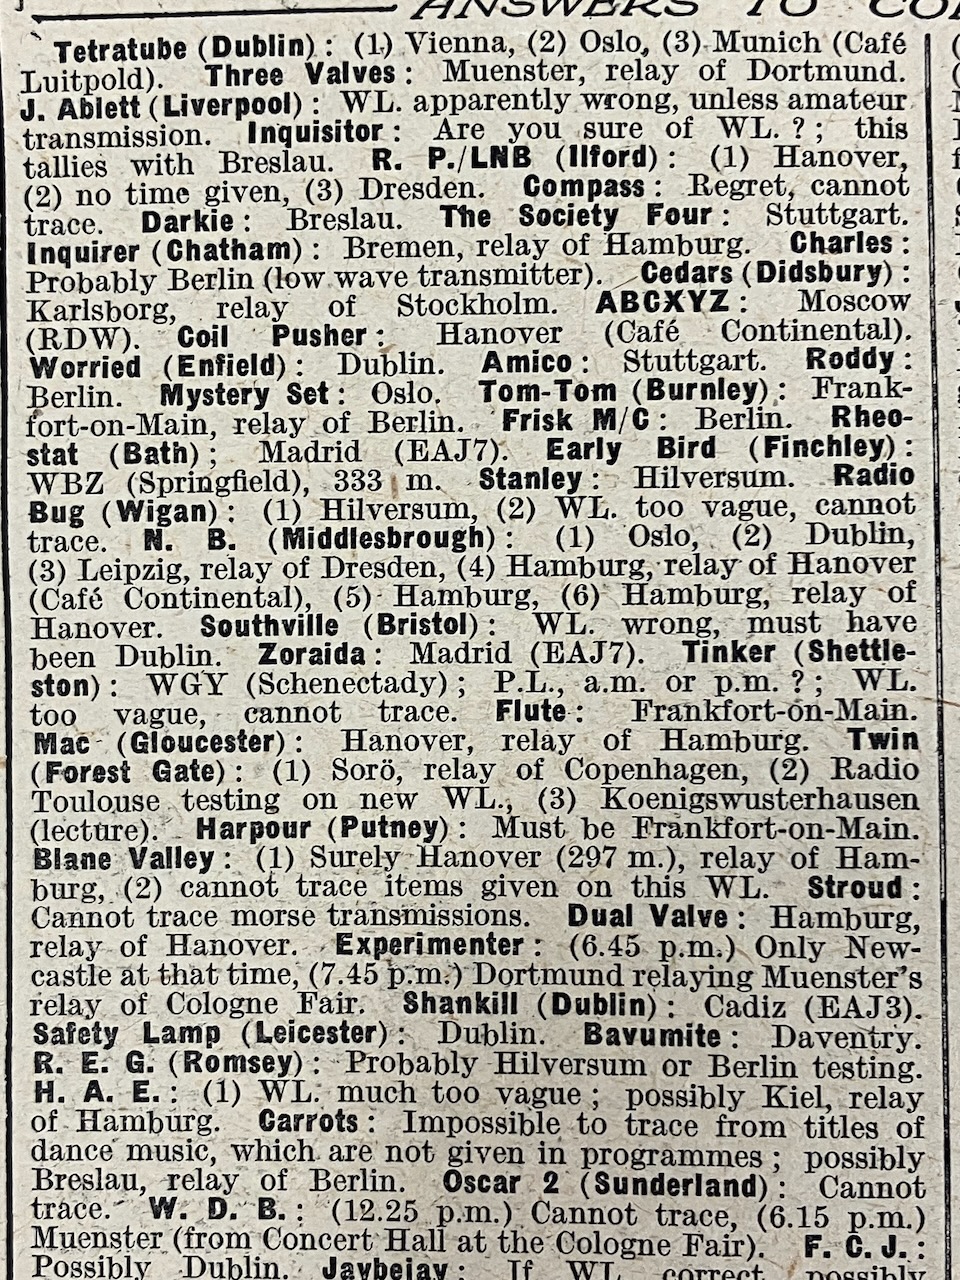 ANSWERS TO CO
Tetratube (Dublin): (1) Vienna, (2) Oslo, (3) Munich (Café
Luitpold). Three Valves: Muenster, relay of Dortmund.
J. Ablett (Liverpool): WL. apparently wrong, unless amateur
transmission. Inquisitor: Are you sure of WL.?; this
tallies with Breslau. R. P./LNB (Ilford): (1) Hanover,
(2) no time given, (3) Dresden. Compass: Regret, cannot
trace. Darkie: Breslau. The Society Four: Stuttgart.
Inquirer (Chatham): Bremen, relay of Hamburg. Charles:
Probably Berlin (low wave transmitter). Cedars (Didsbury):
Karlsborg, relay of Stockholm. ABCXYZ: Moscow
(RDW). Coil Pusher: Hanover (Café Continental).
Worried (Enfield): Dublin. Amico: Stuttgart. Roddy:
Berlin. Mystery Set: Oslo. Tom-Tom (Burnley): Frank-
fort-on-Main, relay of Berlin. Frisk M/C: Berlin. Rheo-
stat (Bath); Madrid (EAJ7). Early Bird (Finchley):
WBZ (Springfield), 333 m. Stanley: Hilversum. Radio
Bug (Wigan): (1) Hilversum, (2) WL. too vague, cannot
trace. N. B. (Middlesbrough): (1) Oslo, (2) Dublin,
(3) Leipzig, relay of Dresden, (4) Hamburg, relay of Hanover
(Café Continental), (5) Hamburg, (6) Hamburg, relay of
Hanover. Southville (Bristol): WL. wrong, must have
been Dublin. Zoraida: Madrid (EAJ7). Tinker (Shettle-
ston): WGY (Schenectady); P.L., a.m. or p.m.?; WL.
too vague, cannot trace. Flute: Frankfort-on-Main.
Mac (Gloucester): Hanover, relay of Hamburg. Twin
(Forest Gate): (1) Sorö, relay of Copenhagen, (2) Radio
Toulouse testing on new WL., (3) Koenigswusterhausen
(lecture). Harpour (Putney): Must be Frankfort-on-Main.
Blane Valley: (1) Surely Hanover (297 m.), relay of Ham-
burg, (2) cannot trace items given on this WL. Stroud:
Cannot trace morse transmissions. Dual Valve: Hamburg,
relay of Hanover. Experimenter: (6.45 p.m.) Only New-
castle at that time, (7.45 p.m.) Dortmund relaying Muenster's
relay of Cologne Fair. Shankill (Dublin): Cadiz (EAJ3).
Safety Lamp (Leicester): Dublin. Bavumite: Daventry.
R. E. G. (Romsey): Probably Hilversum or Berlin testing.
H. A. E.: (1) WL. much too vague; possibly Kiel, relay
of Hamburg. Carrots: Impossible to trace from titles of
dance music, which are not given in programmes; possibly
Breslau, relay of Berlin. Oscar 2 (Sunderland): Cannot
trace. W. D. B.: (12.25 p.m.) Cannot trace, (6.15 p.m.)
Muenster (from Concert Hall at the Cologne Fair). F. C. J.:
Possibly Dublin. Jaybejay: If WL correct possibly